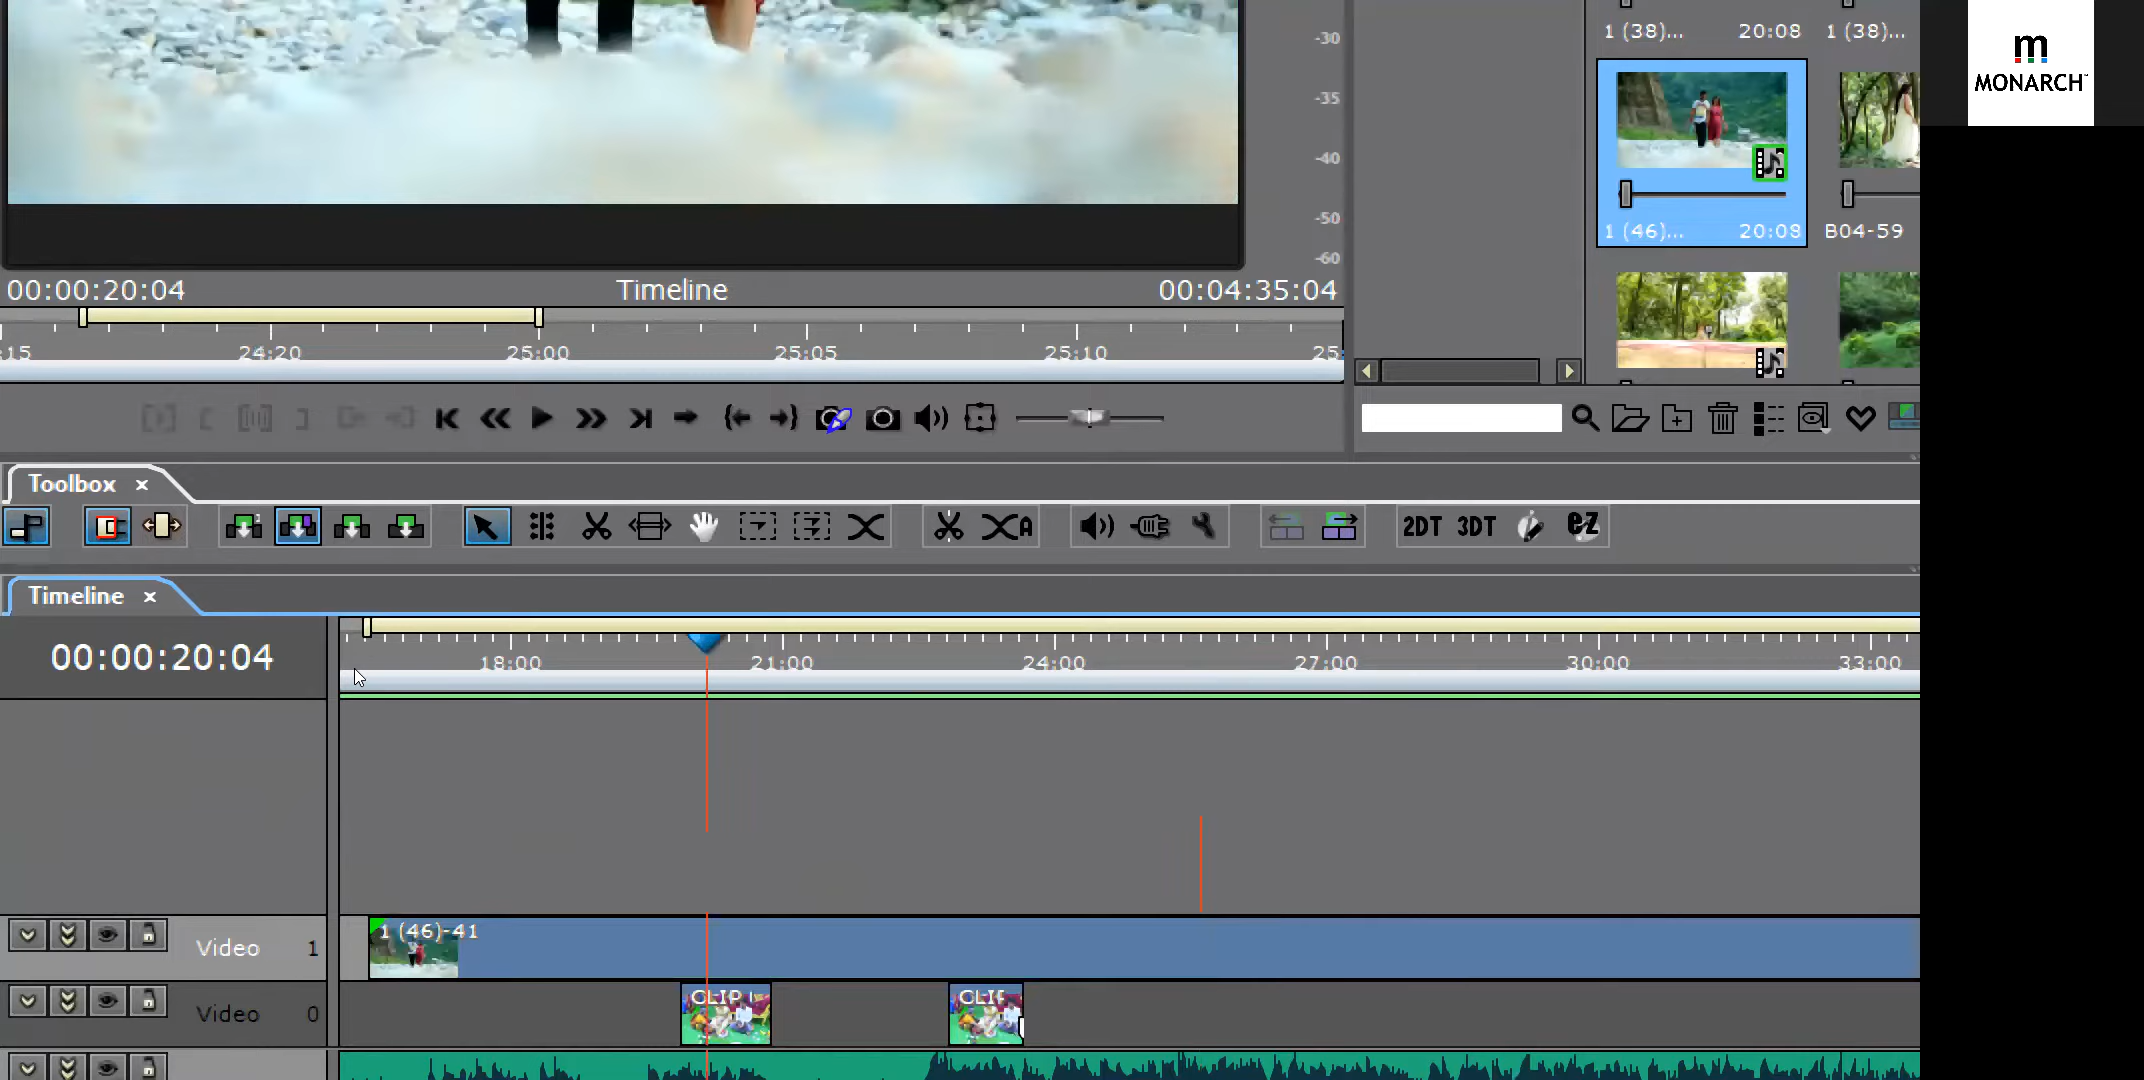 -30
-35
-40
-50
-60
1 (38)... 20:08 1 (38)...
1 (46)... 20:08 B04-59
m
MONARCH
00:00:20:04 Timeline 00:04:35:04
:15 24:20 25:00 25:05 25:10 25:
Toolbox ×
2DT 3DT eZ
Timeline ×
00:00:20:04
18:00 21:00 24:00 27:00 30:00 33:00
1 (46)-41
Video 1
CLIP CLIF
Video 0